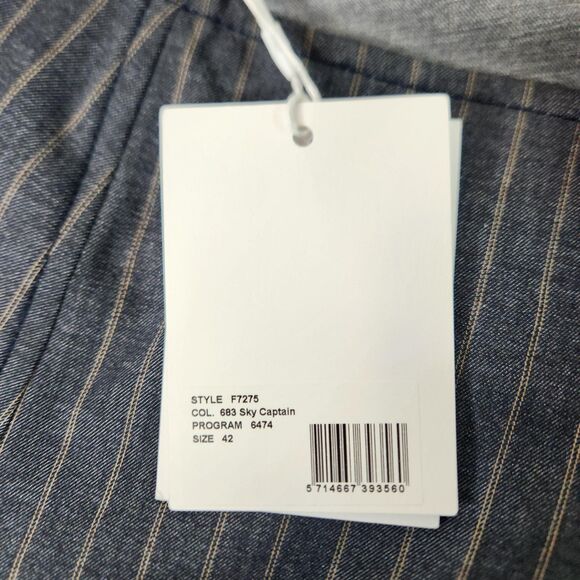 STYLE F7275
COL. 683 Sky Captain
PROGRAM 6474
SIZE 42
5 714667 393560